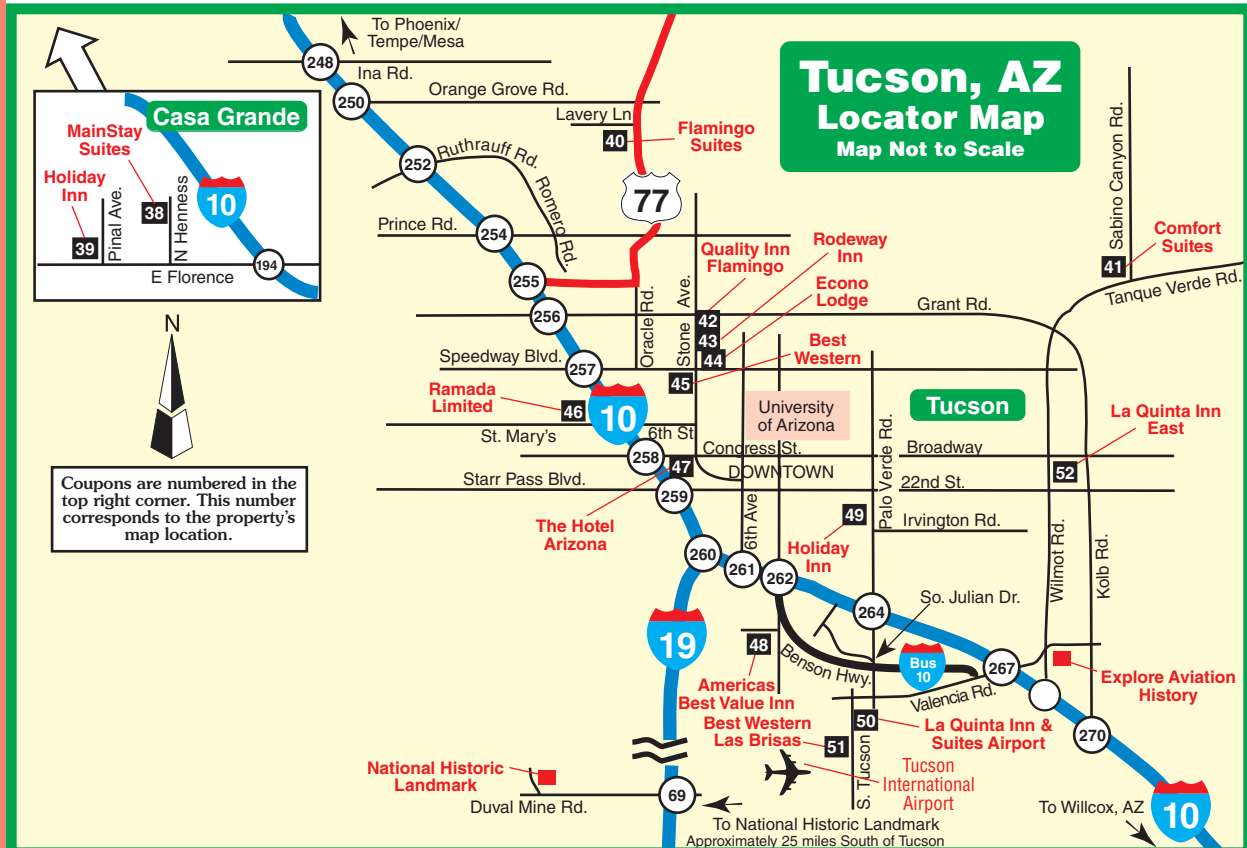 To Phoenix/
Tempe/Mesa
248
Ina Rd.
250
Orange Grove Rd.
Lavery Ln
40
Flamingo
Suites
Tucson, AZ
Locator Map
Map Not to Scale
Casa Grande
MainStay
Suites
Holiday
Inn
39
Pinal Ave.
38
N Henness
10
194
E Florence
252
Ruthrauff Rd.
Romero Rd.
77
Prince Rd.
254
255
256
Quality Inn
Flamingo
Rodeway
Inn
Econo
Lodge
Sabino Canyon Rd.
Comfort
Suites
41
Tanque Verde Rd.
Grant Rd.
Oracle Rd.
Stone Ave.
42
43
44
Best
Western
N
Speedway Blvd.
257
45
Ramada
Limited
46
10
University
of Arizona
Tucson
La Quinta Inn
East
St. Mary's
6th St
Congress St.
Broadway
258
47
DOWNTOWN
52
Starr Pass Blvd.
22nd St.
259
Coupons are numbered in the
top right corner. This number
corresponds to the property's
map location.
The Hotel
Arizona
6th Ave.
49
Holiday
Inn
Palo Verde Rd.
Irvington Rd.
Wilmot Rd.
Kolb Rd.
260
261
262
264
So. Julian Dr.
19
48
Benson Hwy.
Bus
10
267
Americas
Best Value Inn
Valencia Rd.
Explore Aviation
History
Best Western
Las Brisas
51
50
La Quinta Inn &
Suites Airport
270
S. Tucson
Tucson
International
Airport
National Historic
Landmark
Duval Mine Rd.
69
To National Historic Landmark
Approximately 25 miles South of Tucson
To Willcox, AZ
10